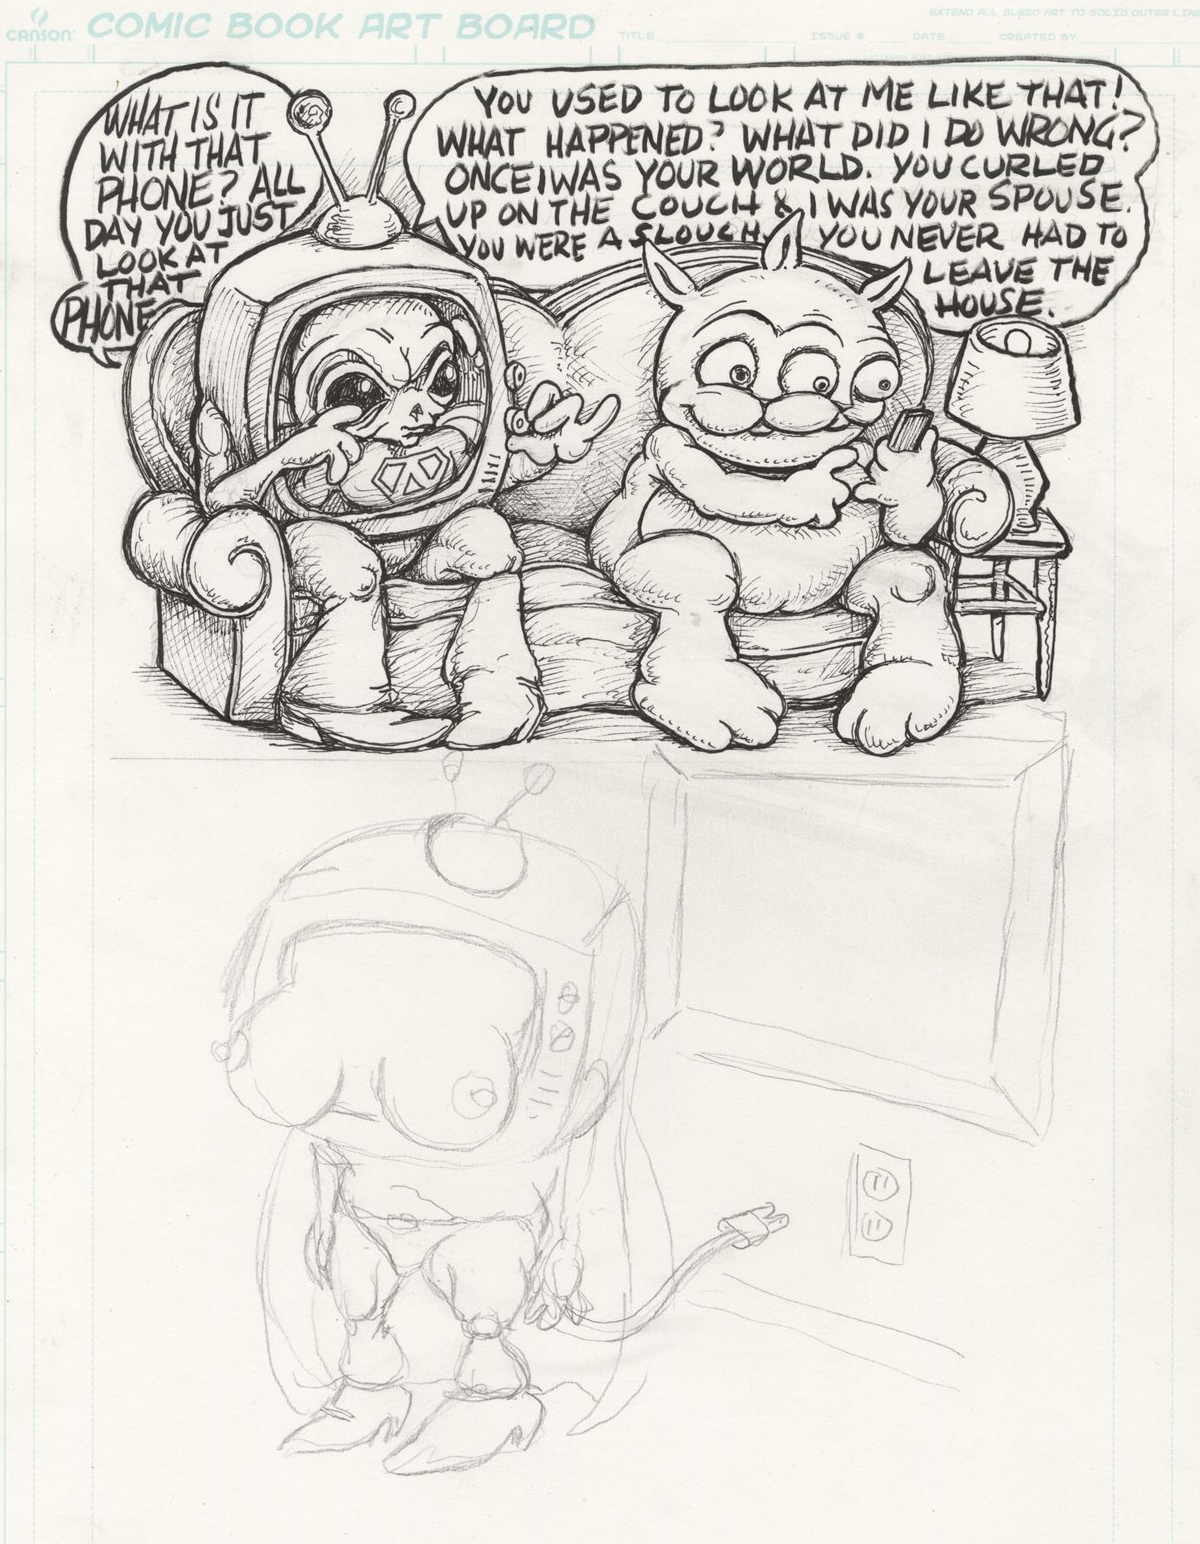 CANSON
COMIC BOOK ART BOARD
TITLE
ISSUE #
DATE
CREATED BY
EXTEND ALL BLEED ART TO SOLID OUTER LINE
WHAT IS IT
WITH THAT
PHONE? ALL
DAY YOU JUST
LOOK AT
THAT
PHONE
YOU USED TO LOOK AT ME LIKE THAT!
WHAT HAPPENED? WHAT DID I DO WRONG?
ONCE I WAS YOUR WORLD. YOU CURLED
UP ON THE COUCH & I WAS YOUR SPOUSE.
YOU WERE A SLOUCH. YOU NEVER HAD TO
LEAVE THE
HOUSE.